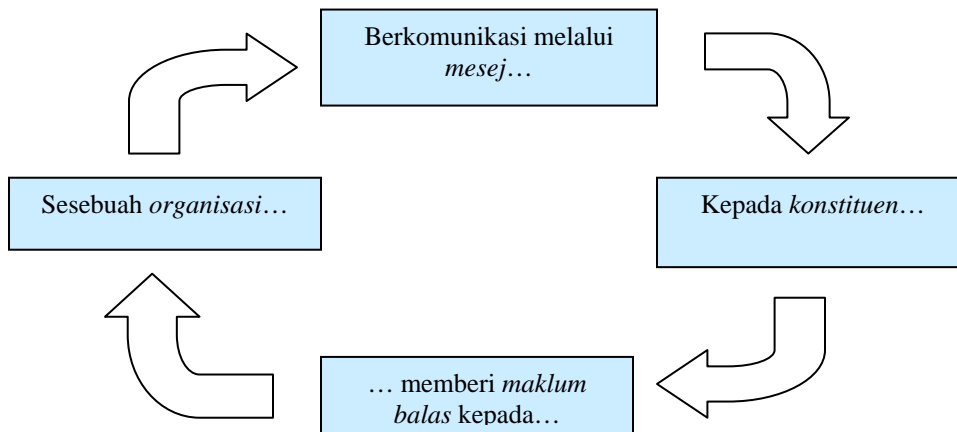 Berkomunikasi melalui
mesej…
Sesebuah organisasi…
Kepada konstituen…
… memberi maklum
balas kepada…